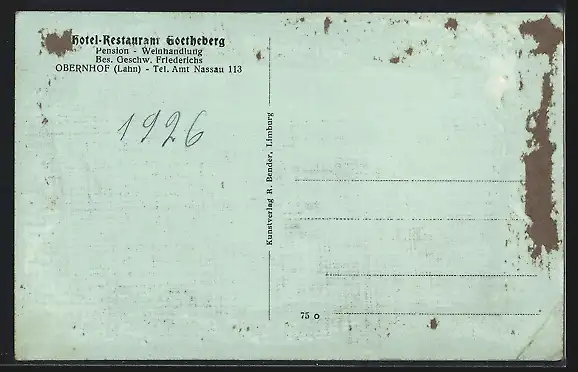 Hotel-Restaurant Goetheberg
Pension - Weinhandlung
Bes. Geschw. Friederichs
OBERNHOF (Lahn) - Tel. Amt Nassau 113
1926
Kunstverlag R. Bender, Limburg
75 o